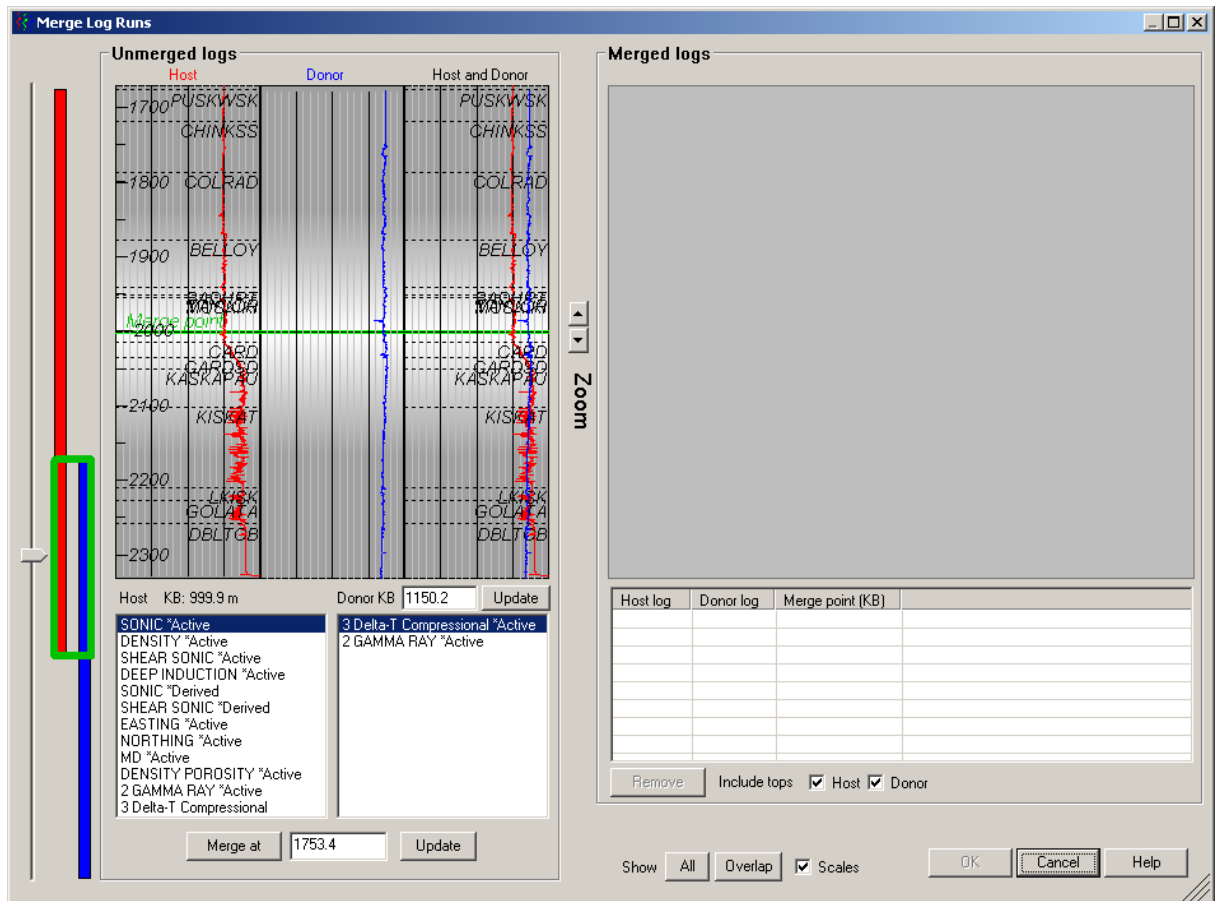 Merge Log Runs
Unmerged logs
Host Donor Host and Donor
1700 PUSKWSK PUSKWSK
CHINKSS CHINKSS
1800 COLRAD COLRAD
1900 BELLOY BELLOY
Merge point
2000
CARD CARD
KASKAPAU KASKAPAU
2100
KISKAT KISKAT
2200
LKISK LKISK
GOLATA GOLATA
DBLTGB DBLTGB
2300
Zoom
Host KB: 999.9 m Donor KB 1150.2 Update
SONIC *Active
DENSITY *Active
SHEAR SONIC *Active
DEEP INDUCTION *Active
SONIC *Derived
SHEAR SONIC *Derived
EASTING *Active
NORTHING *Active
MD *Active
DENSITY POROSITY *Active
2 GAMMA RAY *Active
3 Delta-T Compressional
3 Delta-T Compressional *Active
2 GAMMA RAY *Active
Merge at 1753.4 Update
Merged logs
Host log Donor log Merge point (KB)
Remove Include tops Host Donor
Show All Overlap Scales OK Cancel Help